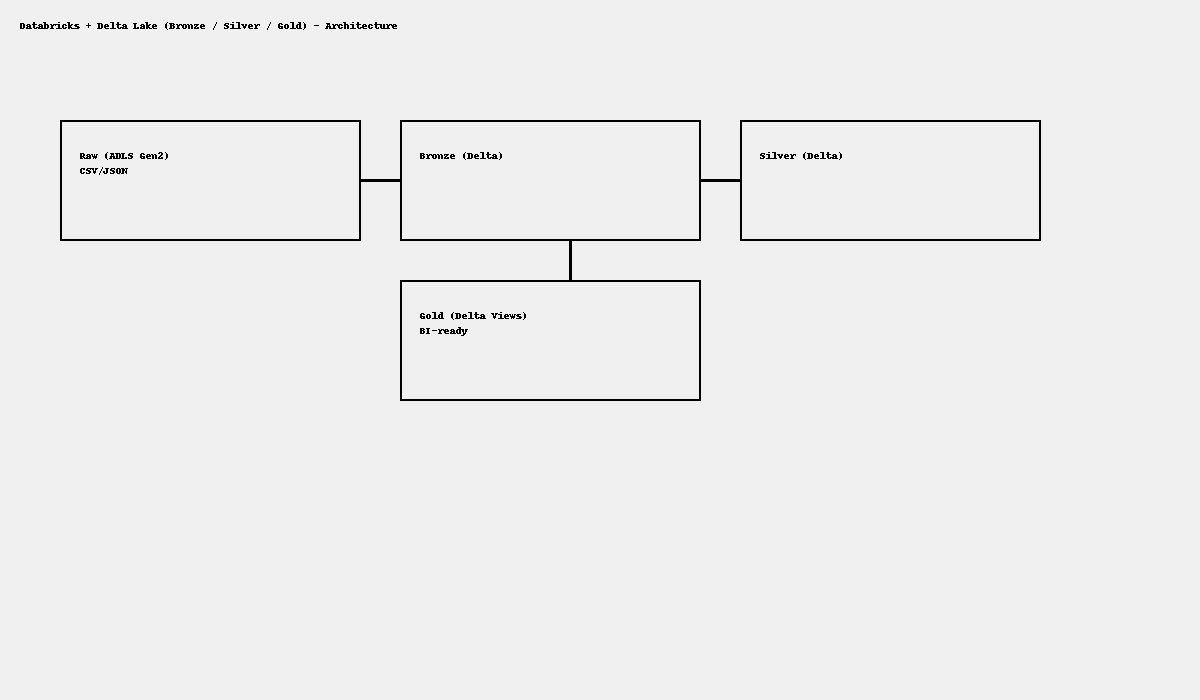 Databricks + Delta Lake (Bronze / Silver / Gold) - Architecture
Raw (ADLS Gen2)
CSV/JSON
Bronze (Delta)
Silver (Delta)
Gold (Delta Views)
BI-ready